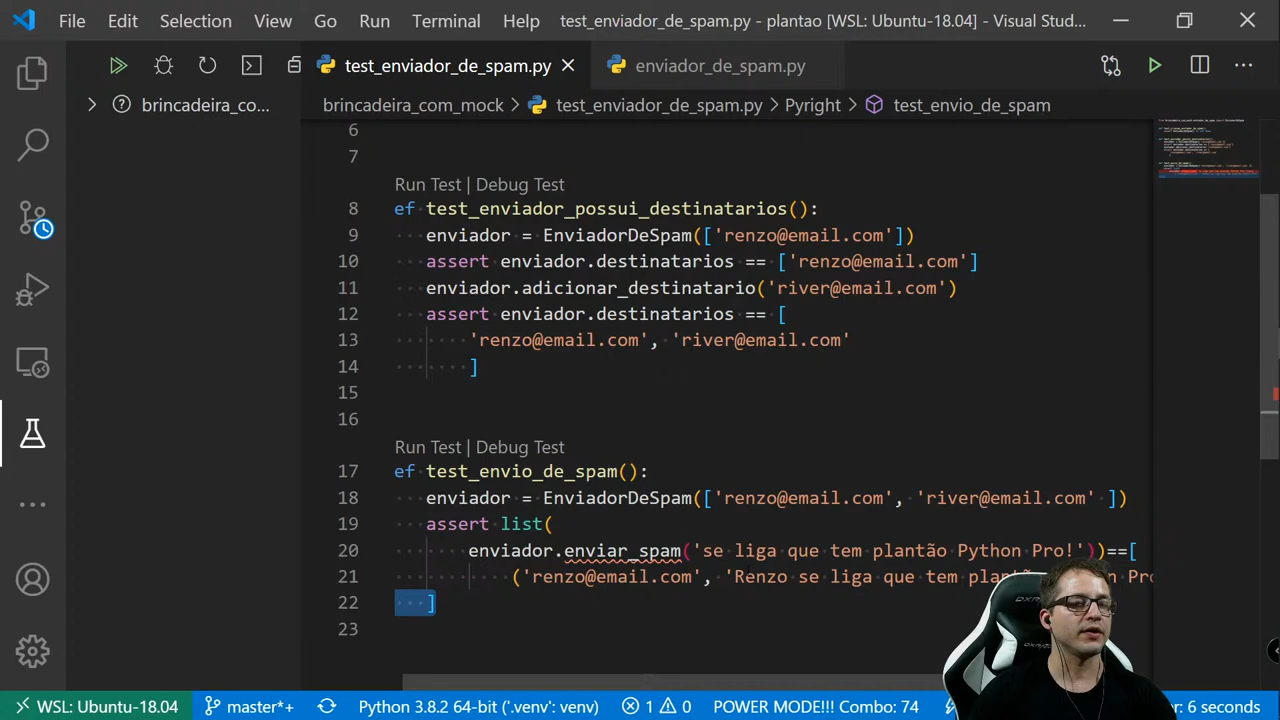 File Edit Selection View Go Run Terminal Help test_enviador_de_spam.py - plantao [WSL: Ubuntu-18.04] - Visual Stud...
test_enviador_de_spam.py enviador_de_spam.py
brincadeira_co... brincadeira_com_mock > test_enviador_de_spam.py > Pyright > test_envio_de_spam
6
7
Run Test | Debug Test
8 ef test_enviador_possui_destinatarios():
9 enviador = EnviadorDeSpam(['renzo@email.com'])
10 assert enviador.destinatarios == ['renzo@email.com']
11 enviador.adicionar_destinatario('river@email.com')
12 assert enviador.destinatarios == [
13 'renzo@email.com', 'river@email.com'
14 ]
15
16
Run Test | Debug Test
17 ef test_envio_de_spam():
18 enviador = EnviadorDeSpam(['renzo@email.com', 'river@email.com' ])
19 assert list(
20 enviador.enviar_spam('se liga que tem plantão Python Pro!'))==[
21 ('renzo@email.com', 'Renzo se liga que tem Pro
22 ]
23
WSL: Ubuntu-18.04 master*+ Python 3.8.2 64-bit ('.venv': venv) 1 0 POWER MODE!!! Combo: 74 6 seconds